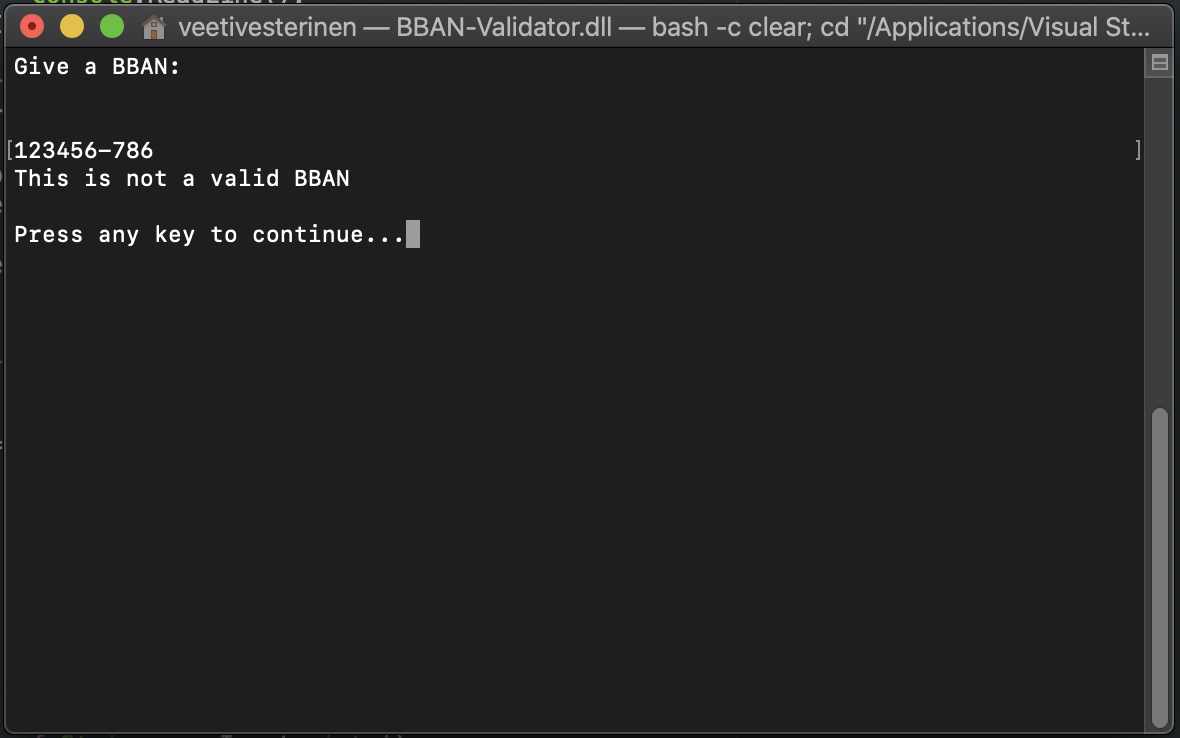 veetivesterinen — BBAN-Validator.dll — bash -c clear; cd "/Applications/Visual St...
Give a BBAN:
[123456-786 ]
This is not a valid BBAN
Press any key to continue...